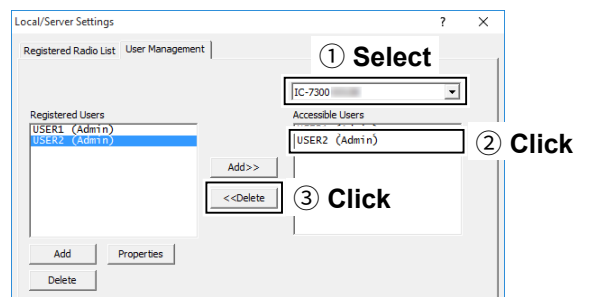 Local/Server Settings ? ×
Registered Radio List User Management
① Select
IC-7300
Registered Users
Accessible Users
USER1 (Admin)
USER2 (Admin)
USER2 (Admin)
② Click
Add>>
<<Delete
③ Click
Add
Properties
Delete